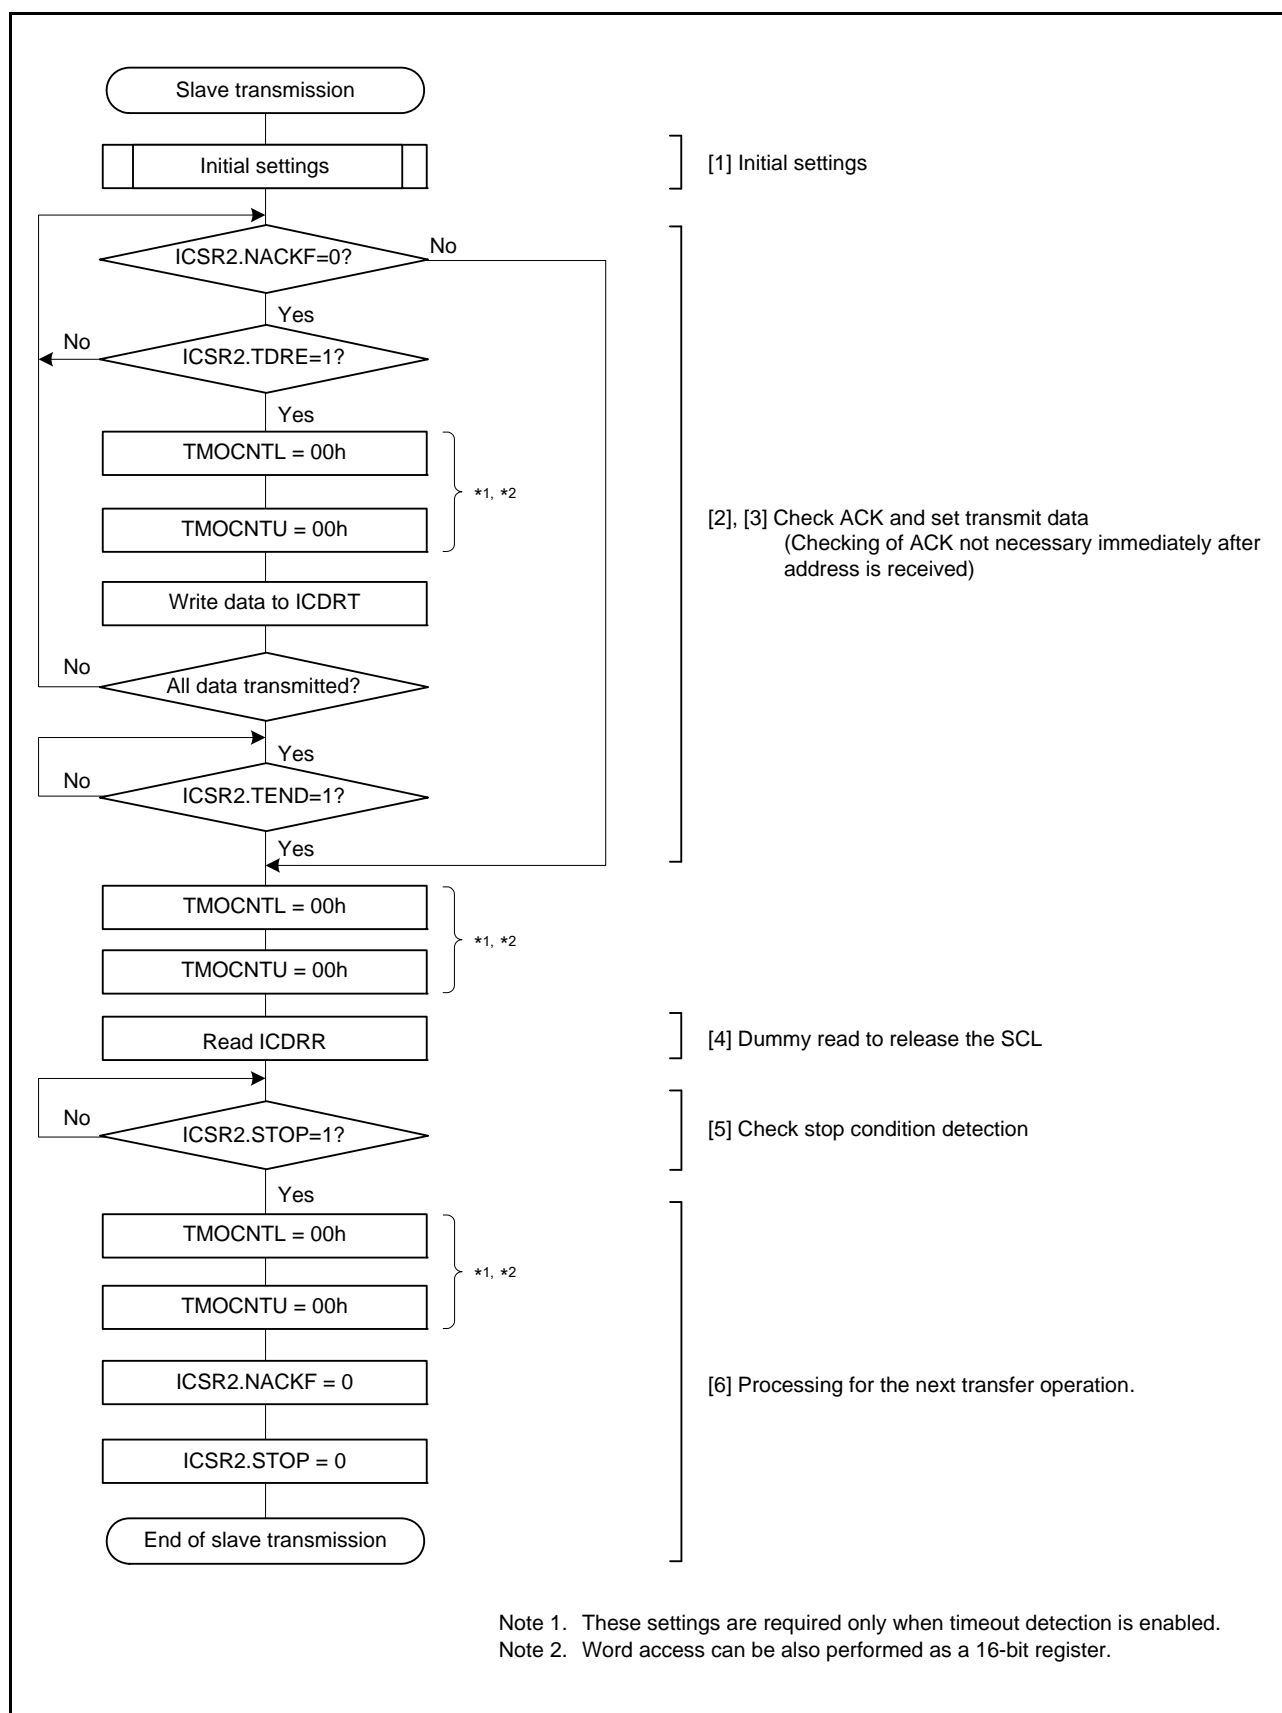 Slave transmission
Initial settings
[1] Initial settings
ICSR2.NACKF=0?
No
Yes
No
ICSR2.TDRE=1?
Yes
TMOCNTL = 00h
*1, *2
TMOCNTU = 00h
[2], [3] Check ACK and set transmit data
(Checking of ACK not necessary immediately after
address is received)
Write data to ICDRT
No
All data transmitted?
Yes
No
ICSR2.TEND=1?
Yes
TMOCNTL = 00h
*1, *2
TMOCNTU = 00h
Read ICDRR
[4] Dummy read to release the SCL
No
ICSR2.STOP=1?
[5] Check stop condition detection
Yes
TMOCNTL = 00h
*1, *2
TMOCNTU = 00h
ICSR2.NACKF = 0
[6] Processing for the next transfer operation.
ICSR2.STOP = 0
End of slave transmission
Note 1. These settings are required only when timeout detection is enabled.
Note 2. Word access can be also performed as a 16-bit register.